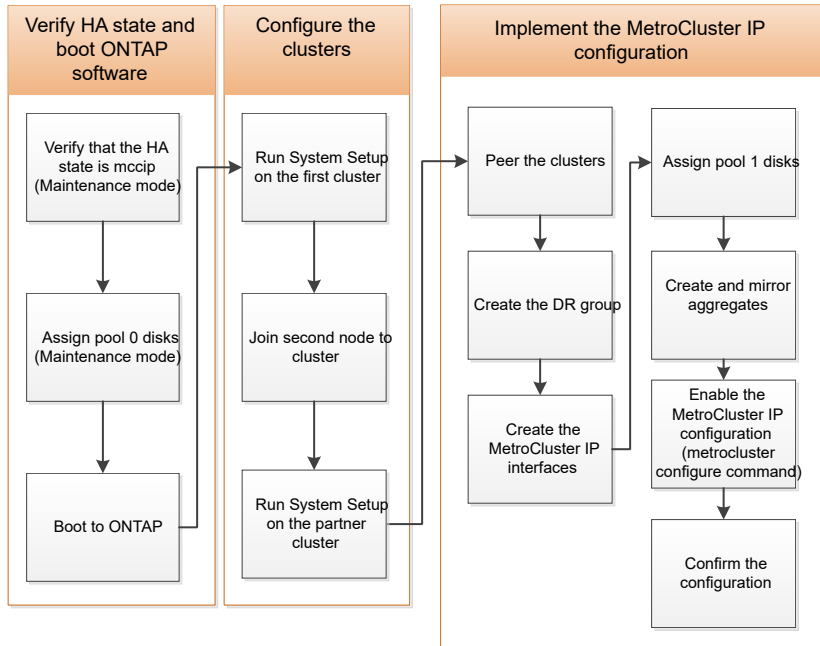 Verify HA state and
boot ONTAP
software
Verify that the HA
state is mccip
(Maintenance mode)
Assign pool 0 disks
(Maintenance mode)
Boot to ONTAP
Configure the
clusters
Run System Setup
on the first cluster
Join second node to
cluster
Run System Setup
on the partner
cluster
Implement the MetroCluster IP
configuration
Peer the clusters
Create the DR group
Create the
MetroCluster IP
interfaces
Assign pool 1 disks
Create and mirror
aggregates
Enable the
MetroCluster IP
configuration
(metrocluster
configure command)
Confirm the
configuration